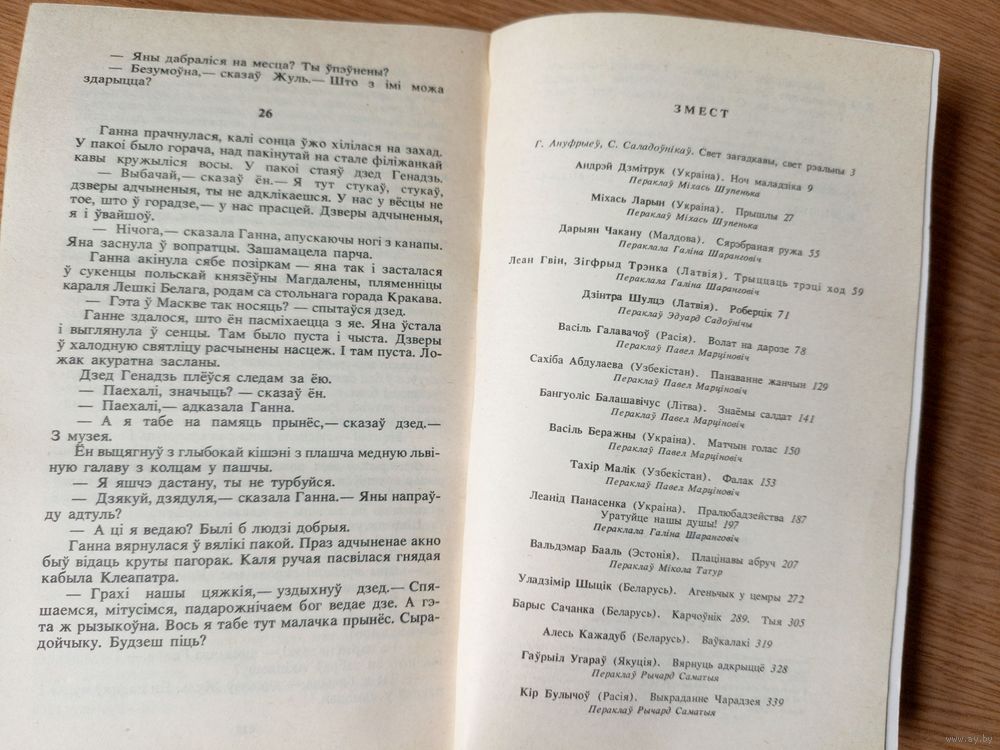 — Яны дабраліся на месца? Ты ўпэўнены?
— Безумоўна,— сказаў Жуль.— Што з імі можа
здарыцца?
26
Ганна прачнулася, калі сонца ўжо хілілася на захад.
У пакоі было горача, над пакінутай на стале філіжанкай
кавы кружыліся восы. У пакоі стаяў дзед Генадзь.
— Выбачай,— сказаў ён.— Я тут стукаў, стукаў,
дзверы адчыненыя, ты не адклікаешся. У нас у вёсцы не
тое, што ў горадзе,— у нас прасцей. Дзверы адчыненыя,
я і ўвайшоў.
— Нічога,— сказала Ганна, апускаючы ногі з канапы.
Яна заснула ў вопратцы. Зашамацела парча.
Ганна акінула сябе позіркам — яна так і засталася
ў сукенцы польскай князёўны Магдалены, пляменніцы
караля Лешкі Белага, родам са стольнага горада Кракава.
— Гэта ў Маскве так носяць? — спытаўся дзед.
Ганне здалося, што ён пасміхаецца з яе. Яна ўстала
і выглянула ў сенцы. Там было пуста і чыста. Дзверы
ў халодную святліцу расчынены насцеж. І там пуста. Ло-
жак акуратна засланы.
Дзед Генадзь плёўся следам за ёю.
— Паехалі, значыць? — сказаў ён.
— Паехалі,— адказала Ганна.
— А я табе на памяць прынёс,— сказаў дзед.—
З музея.
Ён выцягнуў з глыбокай кішэні з плашча медную льві-
ную галаву з колцам у пашчы.
— Я яшчэ дастану, ты не турбуйся.
— Дзякуй, дзядуля,— сказала Ганна.— Яны напраў-
ду адтуль?
— А ці я ведаю? Былі б людзі добрыя.
Ганна вярнулася ў вялікі пакой. Праз адчыненае акно
быў відаць круты пагорак. Каля ручая пасвілася гнядая
кабыла Клеапатра.
— Грахі нашы цяжкія,— уздыхнуў дзед.— Спя-
шаемся, мітусімся, падарожнічаем бог ведае дзе. А гэ-
та ж рызыкоўна. Вось я табе тут малачка прынёс. Сыра-
дойчыку. Будзеш піць?
ЗМЕСТ
Г. Ануфрыеў, С. Саладоўнікаў. Свет загадкавы, свет рэальны 3
Андрэй Дзмітрук (Украіна). Ноч маладзіка 9
Пераклаў Міхась Шупенька
Міхась Ларын (Украіна). Прышлы 27
Пераклаў Міхась Шупенька
Дарыян Чакану (Малдова). Сярэбраная ружа 55
Пераклала Галіна Шаранговіч
Леан Гвін, Зігфрыд Трэнка (Латвія). Трыццаць трэці ход 59
Пераклала Галіна Шаранговіч
Дзінтра Шулцэ (Латвія). Роберцік 71
Пераклаў Эдуард Садоўнічы
Васіль Галавачоў (Расія). Волат на дарозе 78
Пераклаў Павел Марціновіч
Сахіба Абдулаева (Узбекістан). Панаванне жанчын 129
Пераклаў Павел Марціновіч
Бангуоліс Балашавічус (Літва). Знаёмы салдат 141
Пераклаў Павел Марціновіч
Васіль Беражны (Украіна). Матчын голас 150
Пераклаў Павел Марціновіч
Тахір Малік (Узбекістан). Фалак 153
Пераклаў Павел Марціновіч
Леанід Панасенка (Украіна). Пралюбадзейства 187
Уратуйце нашы душы! 197
Пераклала Галіна Шаранговіч
Вальдэмар Бааль (Эстонія). Плацінавы абруч 207
Пераклаў Мікола Татур
Уладзімір Шыцік (Беларусь). Агеньчык у цемры 272
Барыс Сачанка (Беларусь). Карчоўнік 289. Тыя 305
Алесь Кажадуб (Беларусь). Ваўкалакі 319
Гаўрыіл Угараў (Якуція). Вярнуць адкрыццё 328
Пераклаў Рычард Саматыя
Кір Булычоў (Расія). Выкраданне Чарадзея 339
Пераклаў Рычард Саматыя
www.ay.by